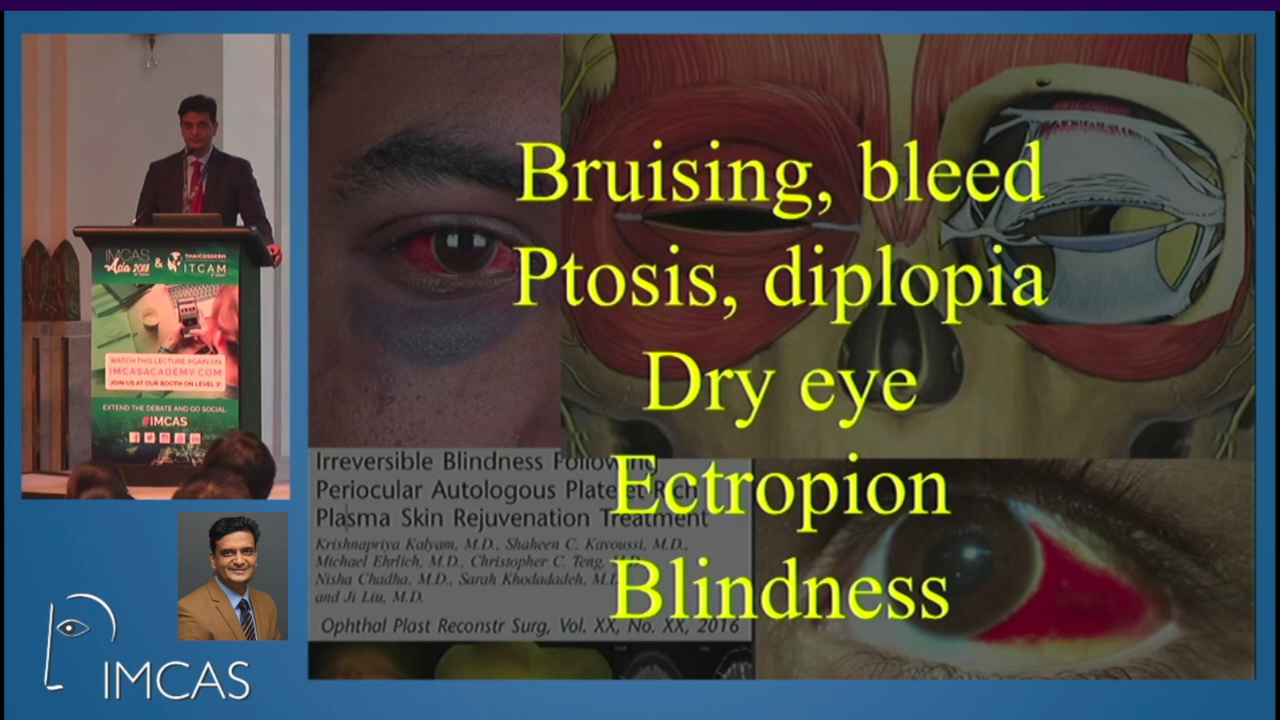 Bruising, bleed
Ptosis, diplopia
Dry eye
Ectropion
Blindness
Irreversible Blindness Following
Periocular Autologous Platelet Rich
Plasma Skin Rejuvenation Treatment
Krishnapriya Kalyam, M.D., Shaheen C. Kavoussi, M.D.,
Michael Ehrlich, M.D., Christopher C. Teng, M.D.,
Nisha Chadha, M.D., Sarah Khodadadeh, M.D.,
and Ji Liu, M.D.
Ophthal Plast Reconstr Surg, Vol. XX, No. XX, 2016
IMCAS
Asia 2018
&
THAICOSDERM
ITCAM
WATCH THIS LECTURE AGAIN ON
IMCASACADEMY.COM
JOIN US AT OUR BOOTH ON LEVEL 3!
EXTEND THE DEBATE AND GO SOCIAL
#IMCAS
IMCAS